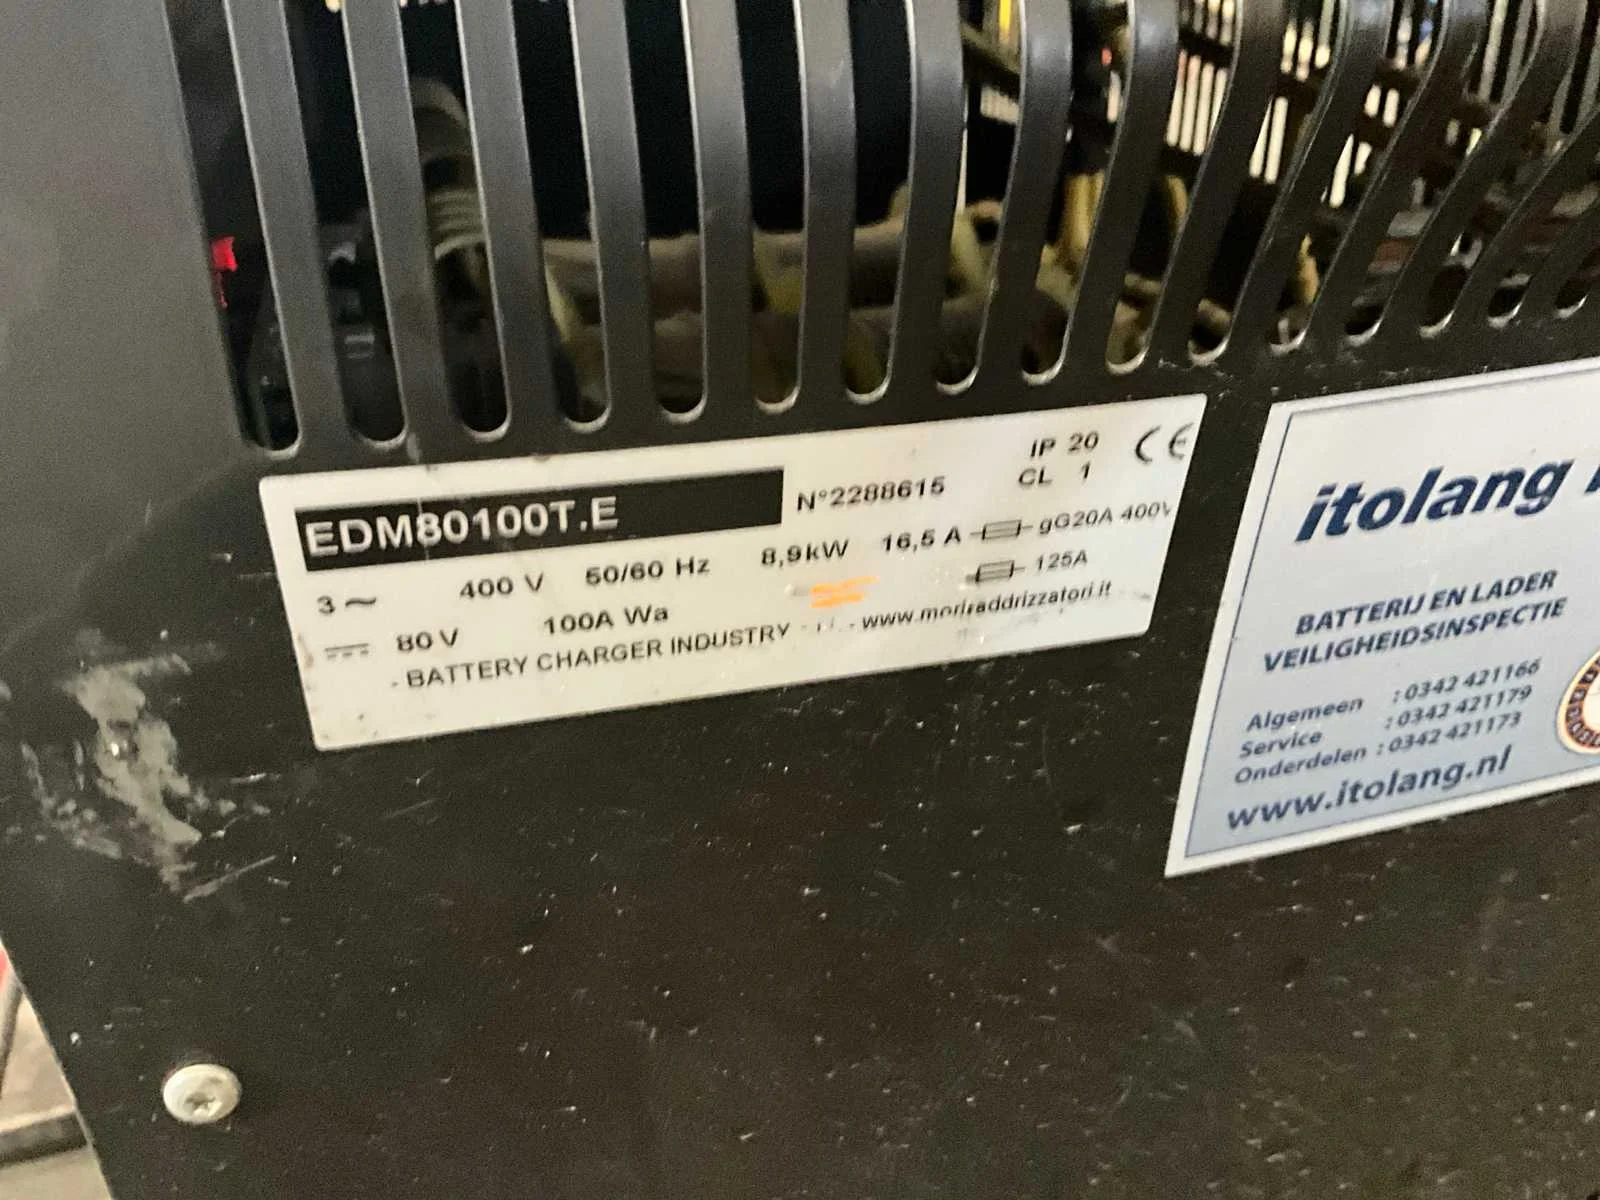 EDM80100T.E
N°2288615
IP 20
CL 1
CE
3~ 400 V 50/60 Hz 8,9kW 16,5 A gG20A 400V
80 V 100A Wa 125A
- BATTERY CHARGER INDUSTRY - www.moriraddrizzatori.it
itolang
BATTERIJ EN LADER
VEILIGHEIDSINSPECTIE
Algemeen : 0342 421166
Service : 0342 421179
Onderdelen : 0342 421173
www.itolang.nl